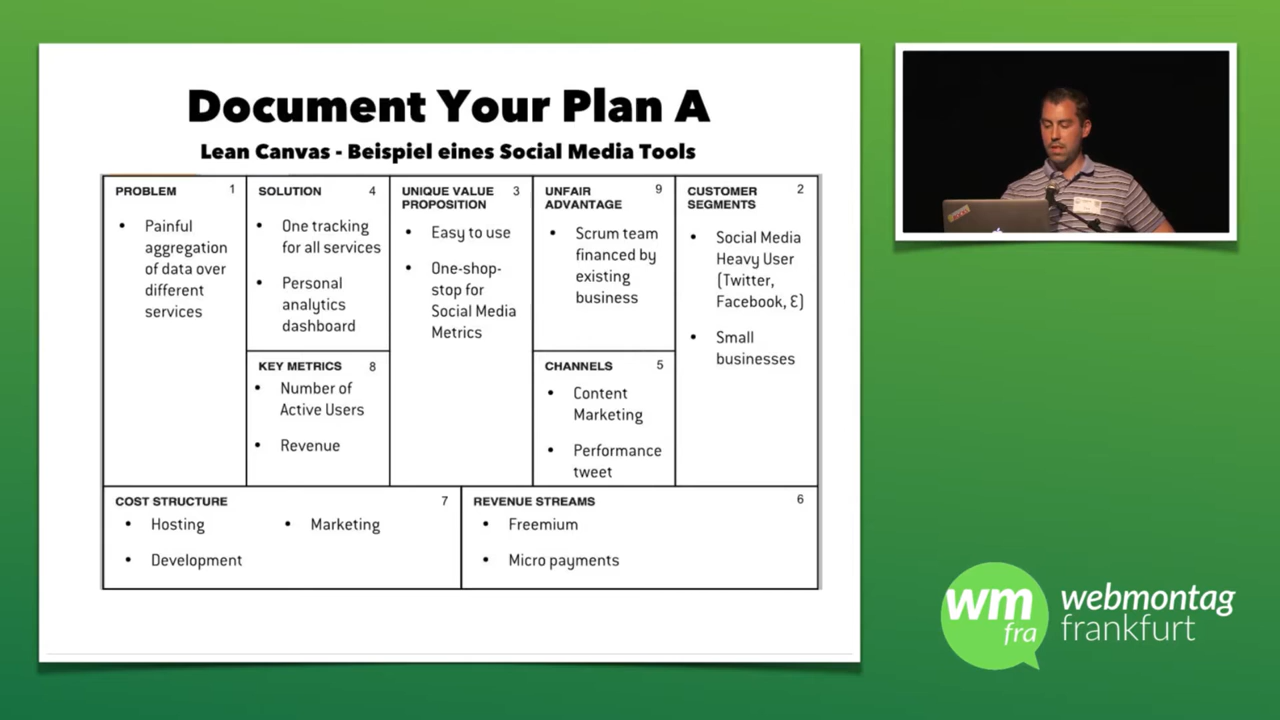 Document Your Plan A
Lean Canvas - Beispiel eines Social Media Tools
PROBLEM 1
• Painful
aggregation
of data over
different
services
SOLUTION 4
• One tracking
for all services
• Personal
analytics
dashboard
KEY METRICS 8
• Number of
Active Users
• Revenue
UNIQUE VALUE 3
PROPOSITION
• Easy to use
• One-shop-
stop for
Social Media
Metrics
UNFAIR 9
ADVANTAGE
• Scrum team
financed by
existing
business
CHANNELS 5
• Content
Marketing
• Performance
tweet
CUSTOMER 2
SEGMENTS
• Social Media
Heavy User
(Twitter,
Facebook, &)
• Small
businesses
COST STRUCTURE 7
• Hosting • Marketing
• Development
REVENUE STREAMS 6
• Freemium
• Micro payments
wm
fra
webmontag
frankfurt